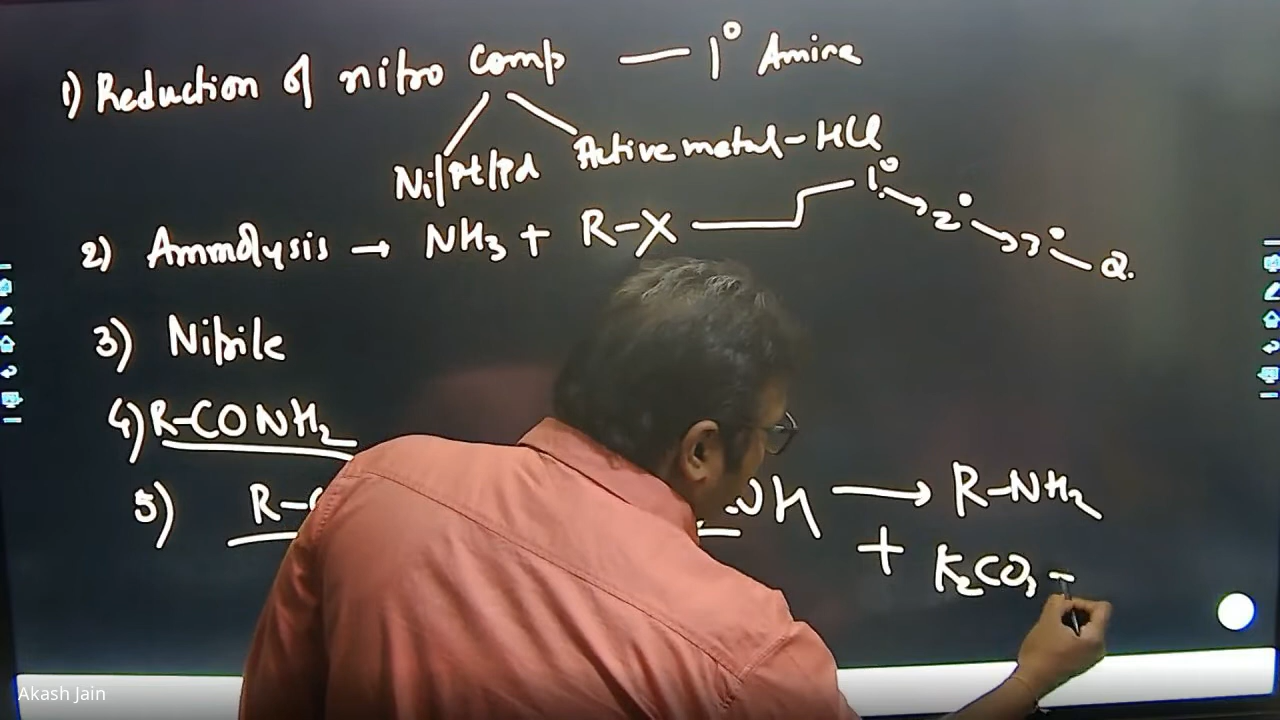 1) Reduction of nitro Comp — 1° Amine
Ni/Pt/Pd Active metal - HCl
2) Ammolysis → NH3 + R-X 1° → 2° → 3° Q.
3) Nitrile
4) R-CONH2
5) R- → R-NH2
+ K2CO3
Akash Jain